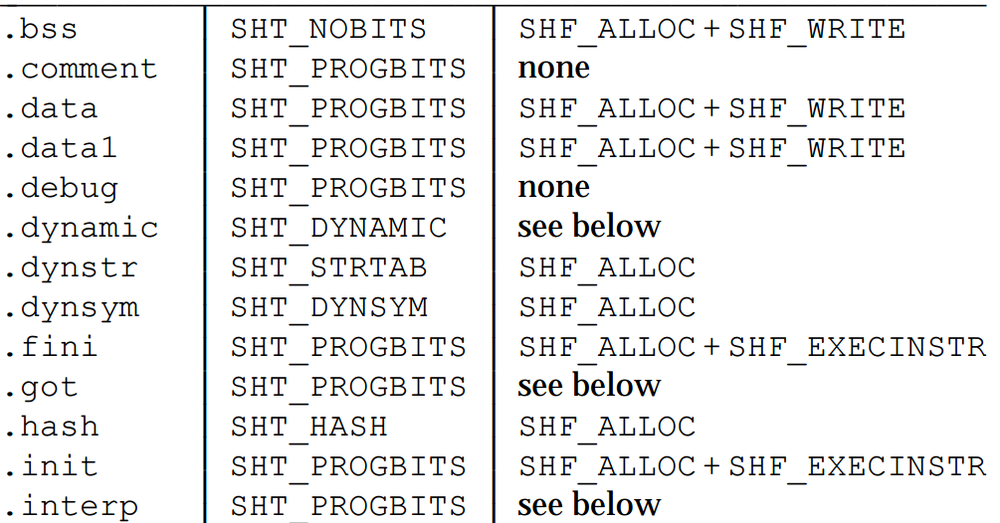 .bss SHT_NOBITS SHF_ALLOC + SHF_WRITE
.comment SHT_PROGBITS none
.data SHT_PROGBITS SHF_ALLOC + SHF_WRITE
.data1 SHT_PROGBITS SHF_ALLOC + SHF_WRITE
.debug SHT_PROGBITS none
.dynamic SHT_DYNAMIC see below
.dynstr SHT_STRTAB SHF_ALLOC
.dynsym SHT_DYNSYM SHF_ALLOC
.fini SHT_PROGBITS SHF_ALLOC + SHF_EXECINSTR
.got SHT_PROGBITS see below
.hash SHT_HASH SHF_ALLOC
.init SHT_PROGBITS SHF_ALLOC + SHF_EXECINSTR
.interp SHT_PROGBITS see below